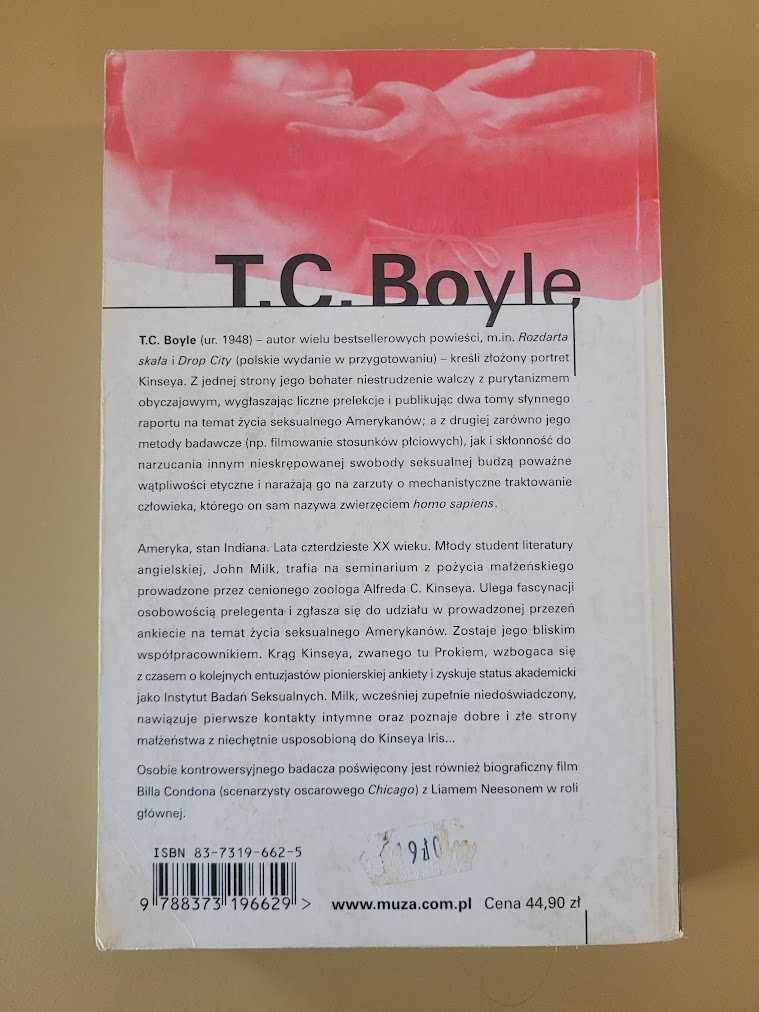 T.C. Boyle
T.C. Boyle (ur. 1948) – autor wielu bestsellerowych powieści, m.in. Rozdarta
skała i Drop City (polskie wydanie w przygotowaniu) – kreśli złożony portret
Kinseya. Z jednej strony jego bohater niestrudzenie walczy z purytanizmem
obyczajowym, wygłaszając liczne prelekcje i publikując dwa tomy słynnego
raportu na temat życia seksualnego Amerykanów; a z drugiej zarówno jego
metody badawcze (np. filmowanie stosunków płciowych), jak i skłonność do
narzucania innym nieskrępowanej swobody seksualnej budzą poważne
wątpliwości etyczne i narażają go na zarzuty o mechanistyczne traktowanie
człowieka, którego on sam nazywa zwierzęciem homo sapiens.
Ameryka, stan Indiana. Lata czterdzieste XX wieku. Młody student literatury
angielskiej, John Milk, trafia na seminarium z pożycia małżeńskiego
prowadzone przez cenionego zoologa Alfreda C. Kinseya. Ulega fascynacji
osobowością prelegenta i zgłasza się do udziału w prowadzonej przezeń
ankiecie na temat życia seksualnego Amerykanów. Zostaje jego bliskim
współpracownikiem. Krąg Kinseya, zwanego tu Prokiem, wzbogaca się
z czasem o kolejnych entuzjastów pionierskiej ankiety i zyskuje status akademicki
jako Instytut Badań Seksualnych. Milk, wcześniej zupełnie niedoświadczony,
nawiązuje pierwsze kontakty intymne oraz poznaje dobre i złe strony
małżeństwa z niechętnie usposobioną do Kinseya Iris...
Osobie kontrowersyjnego badacza poświęcony jest również biograficzny film
Billa Condona (scenarzysty oscarowego Chicago) z Liamem Neesonem w roli
głównej.
ISBN 83-7319-662-5
9 788373 196629 >
www.muza.com.pl Cena 44,90 zł